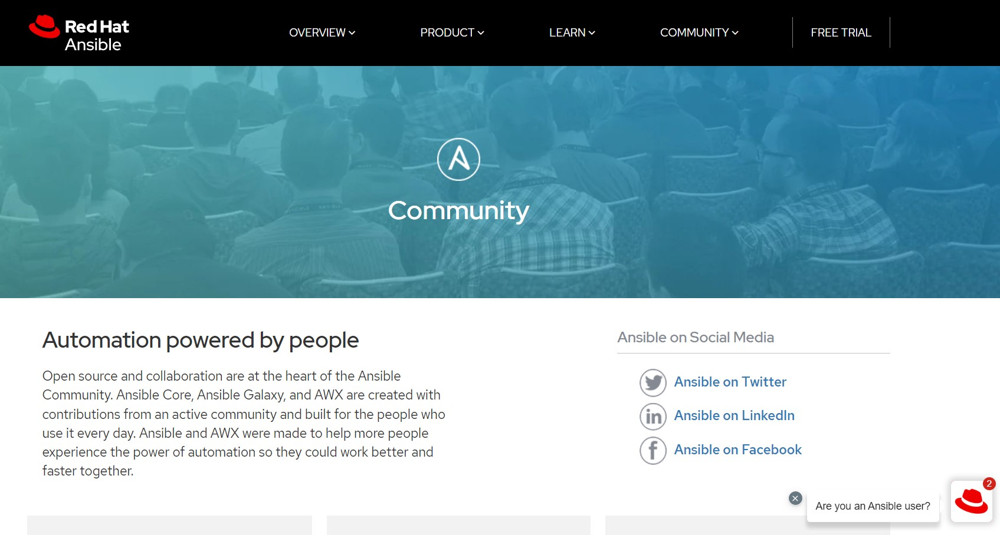 Red Hat
Ansible
OVERVIEW
PRODUCT
LEARN
COMMUNITY
FREE TRIAL
Community
Automation powered by people
Open source and collaboration are at the heart of the Ansible
Community. Ansible Core, Ansible Galaxy, and AWX are created with
contributions from an active community and built for the people who
use it every day. Ansible and AWX were made to help more people
experience the power of automation so they could work better and
faster together.
Ansible on Social Media
Ansible on Twitter
Ansible on LinkedIn
Ansible on Facebook
Are you an Ansible user?
2